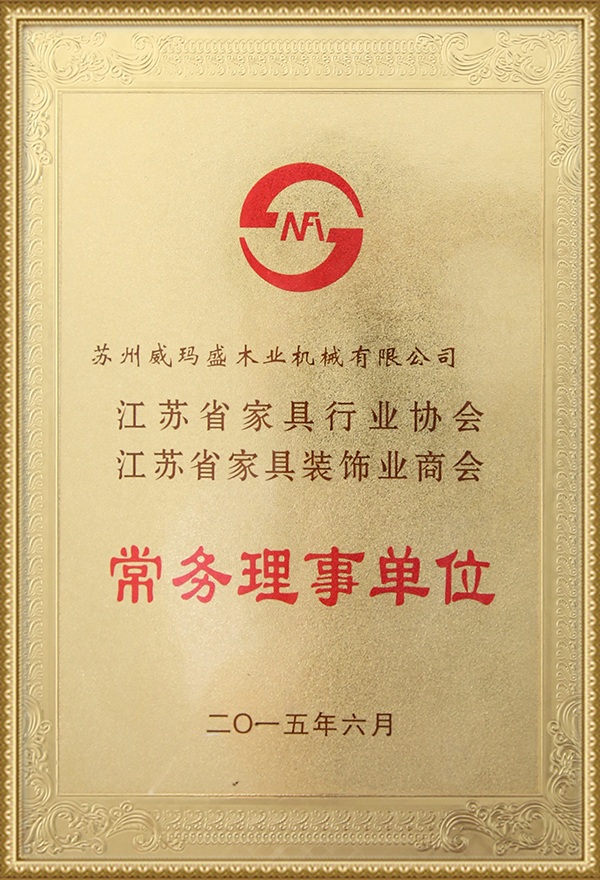 NFA
苏州威玛盛木业机械有限公司
江苏省家具行业协会
江苏省家具装饰业商会
常务理事单位
二〇一五年六月